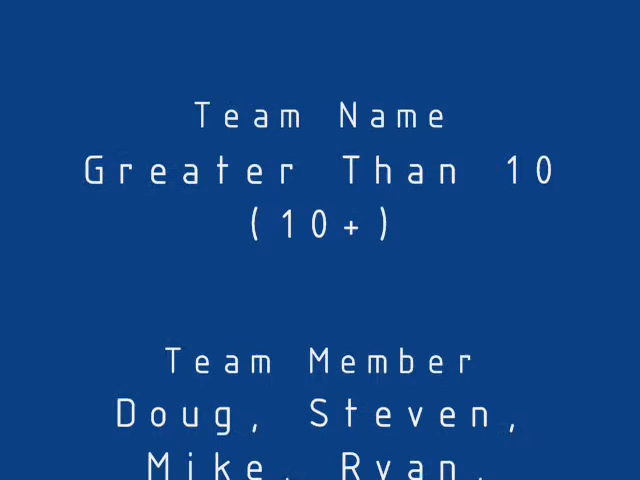 Team Name
Greater Than 10
(10+)
Team Member
Doug, Steven,
Mike, Ryan,